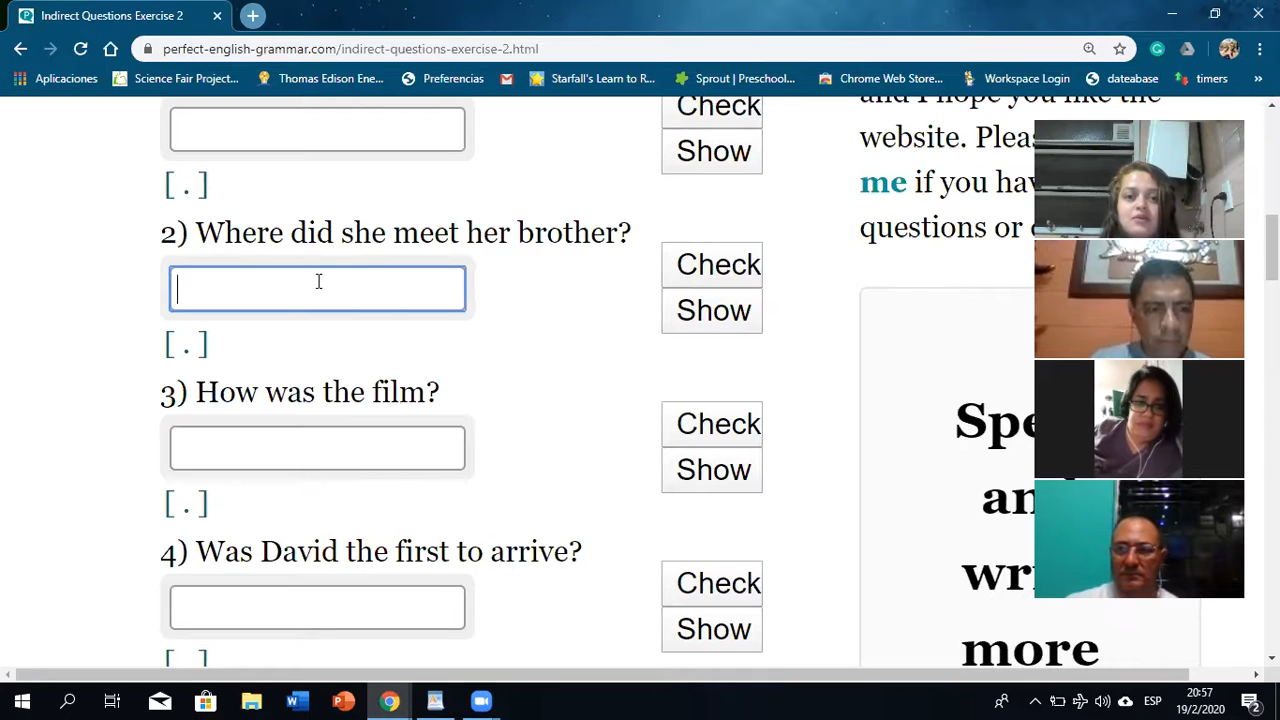 Indirect Questions Exercise 2
perfect-english-grammar.com/indirect-questions-exercise-2.html
Aplicaciones
Science Fair Project...
Thomas Edison Ene...
Preferencias
Starfall's Learn to R...
Sprout | Preschool...
Chrome Web Store...
Workspace Login
dateabase
timers
»
Check
Show
[ . ]
2) Where did she meet her brother?
Check
Show
[ . ]
3) How was the film?
Check
Show
[ . ]
4) Was David the first to arrive?
Check
Show
and I hope you like the
website. Plea
me if you hav
questions or
Spe
an
wri
more
ESP
20:57
19/2/2020
2